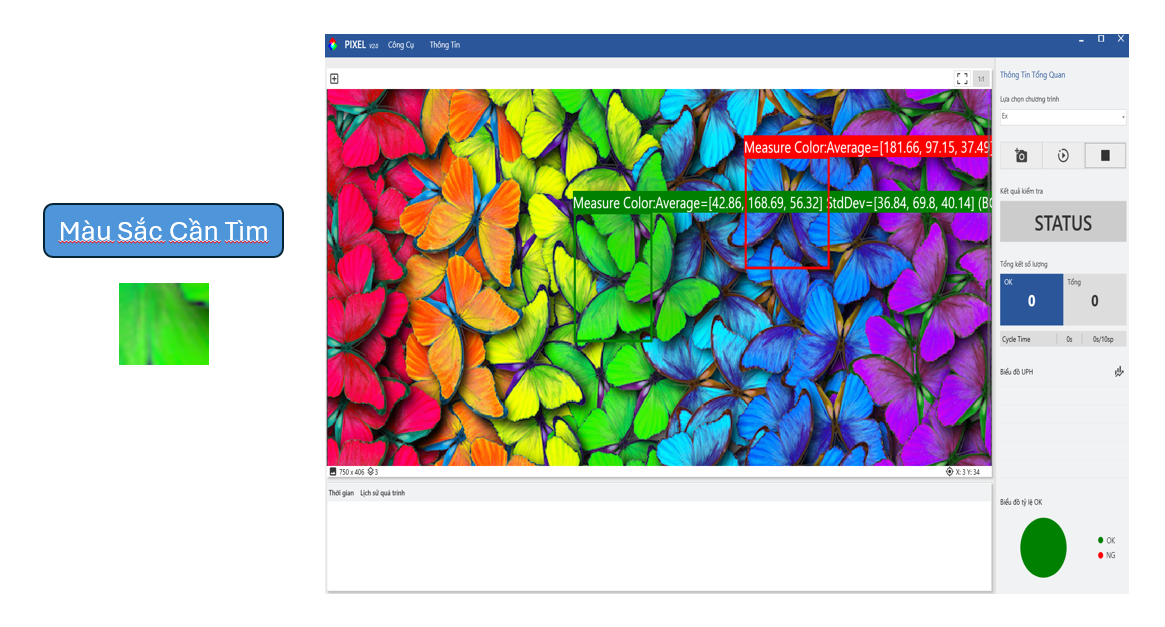 Màu Sắc Cần Tìm
PIXEL V2.0 Công Cụ Thông Tin
1:1
Measure Color:Average=[181.66, 97.15, 37.49]
Measure Color:Average=[42.86, 168.69, 56.32] StdDev=[36.84, 69.8, 40.14] (BG
750 x 406 3
X: 3 Y: 34
Thời gian Lịch sử quá trình
Thông Tin Tổng Quan
Lựa chọn chương trình
Ex
Kết quả kiểm tra
STATUS
Tổng kết số lượng
OK Tổng
0 0
Cycle Time 0s 0s/10sp
Biểu đồ UPH
Biểu đồ tỷ lệ OK
OK
NG